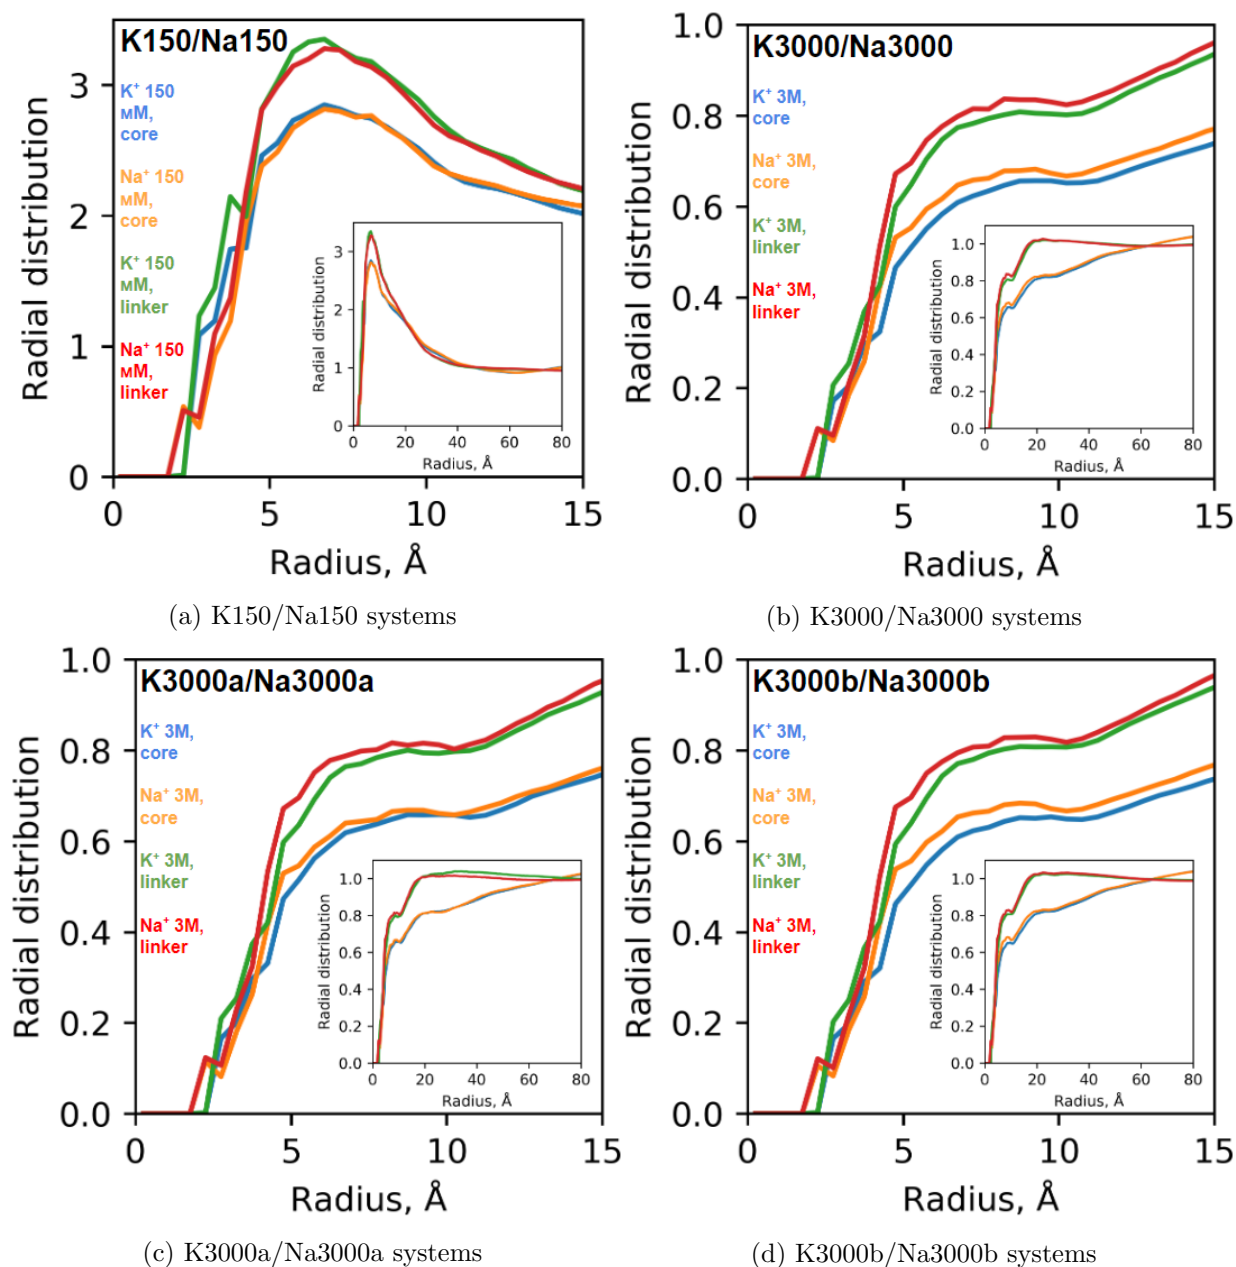 K150/Na150
K⁺ 150
мM,
core
Na⁺ 150
мM,
core
K⁺ 150
мM,
linker
Na⁺ 150
мM,
linker
Radial distribution
3
2
1
0
0 5 10 15
Radius, Å
Radial distribution
3
2
1
0
0 20 40 60 80
Radius, Å
(a) K150/Na150 systems
K3000/Na3000
K⁺ 3M,
core
Na⁺ 3M,
core
K⁺ 3M,
linker
Na⁺ 3M,
linker
Radial distribution
1.0
0.8
0.6
0.4
0.2
0.0
0 5 10 15
Radius, Å
Radial distribution
1.0
0.8
0.6
0.4
0.2
0.0
0 20 40 60 80
Radius, Å
(b) K3000/Na3000 systems
K3000a/Na3000a
K⁺ 3M,
core
Na⁺ 3M,
core
K⁺ 3M,
linker
Na⁺ 3M,
linker
Radial distribution
1.0
0.8
0.6
0.4
0.2
0.0
0 5 10 15
Radius, Å
Radial distribution
1.0
0.8
0.6
0.4
0.2
0.0
0 20 40 60 80
Radius, Å
(c) K3000a/Na3000a systems
K3000b/Na3000b
K⁺ 3M,
core
Na⁺ 3M,
core
K⁺ 3M,
linker
Na⁺ 3M,
linker
Radial distribution
1.0
0.8
0.6
0.4
0.2
0.0
0 5 10 15
Radius, Å
Radial distribution
1.0
0.8
0.6
0.4
0.2
0.0
0 20 40 60 80
Radius, Å
(d) K3000b/Na3000b systems